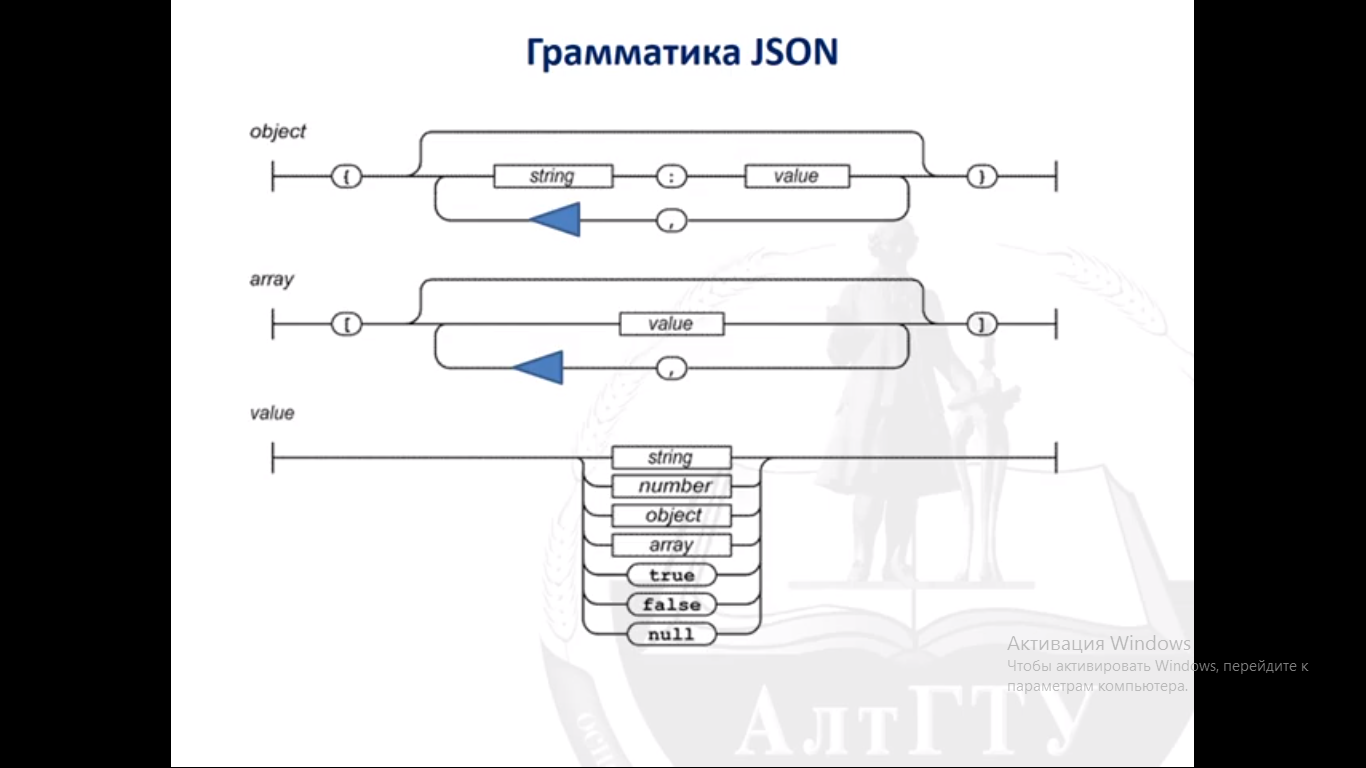 Грамматика JSON
object
{ string : value }
,
array
[ value ]
,
value
string
number
object
array
true
false
null
Активация Windows
Чтобы активировать Windows, перейдите к
параметрам компьютера.
АлтГТУ